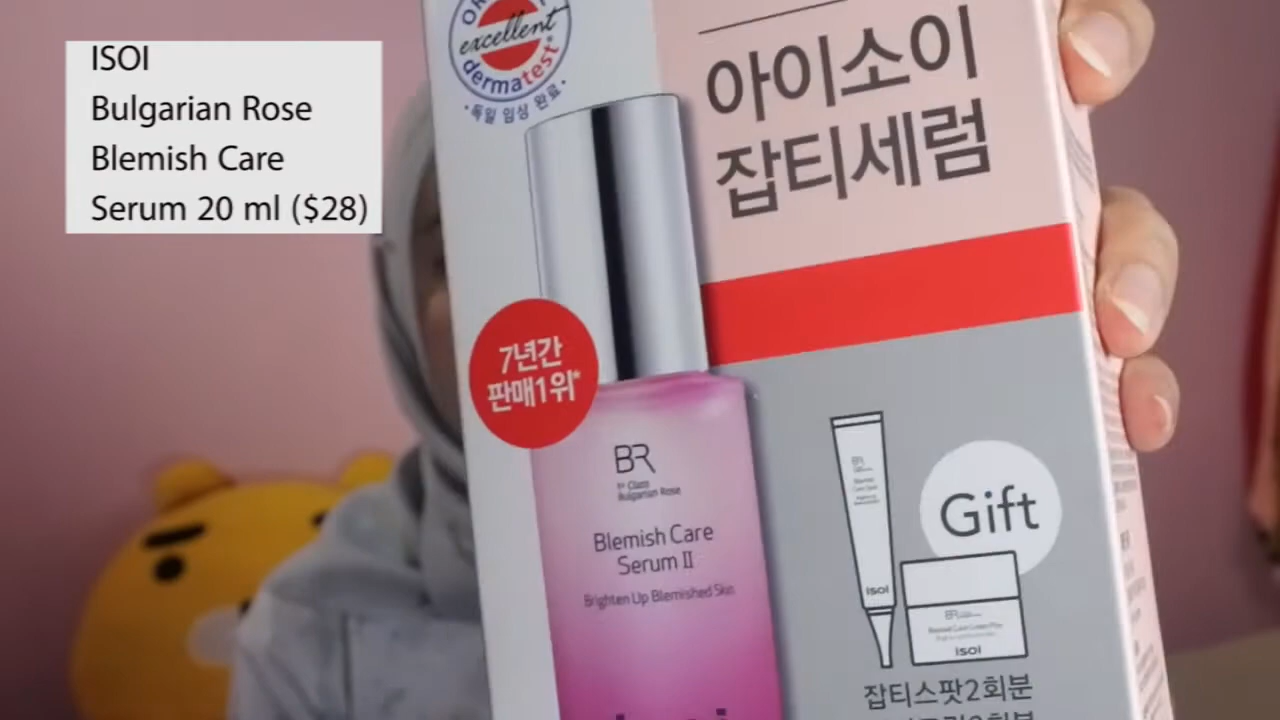 ISOI
Bulgarian Rose
Blemish Care
Serum 20 ml ($28)
excellent
dermatest®
독일 임상 완료
아이소이
잡티세럼
7년간
판매1위*
BR
1st Class
Bulgarian Rose
Blemish Care
Serum II
Brighten Up Blemished Skin
Gift
BR
ISOI
BR
ISOI
잡티스팟2회분